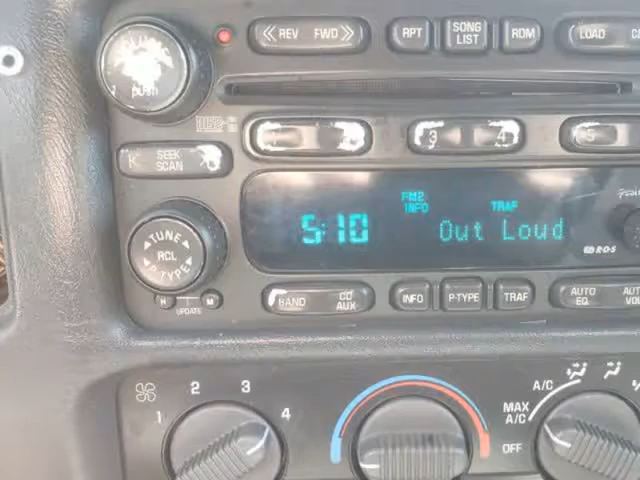 REV FWD
RPT SONG LIST RDM LOAD
PUSH
3 4 5
SEEK SCAN
FM2 INFO TRAF
5:10 Out Loud
RDS
TUNE
RCL
P-TYPE
H M
UPDATE
BAND CD AUX INFO P-TYPE TRAF AUTO EQ
1 2 3 4
A/C
MAX A/C
OFF